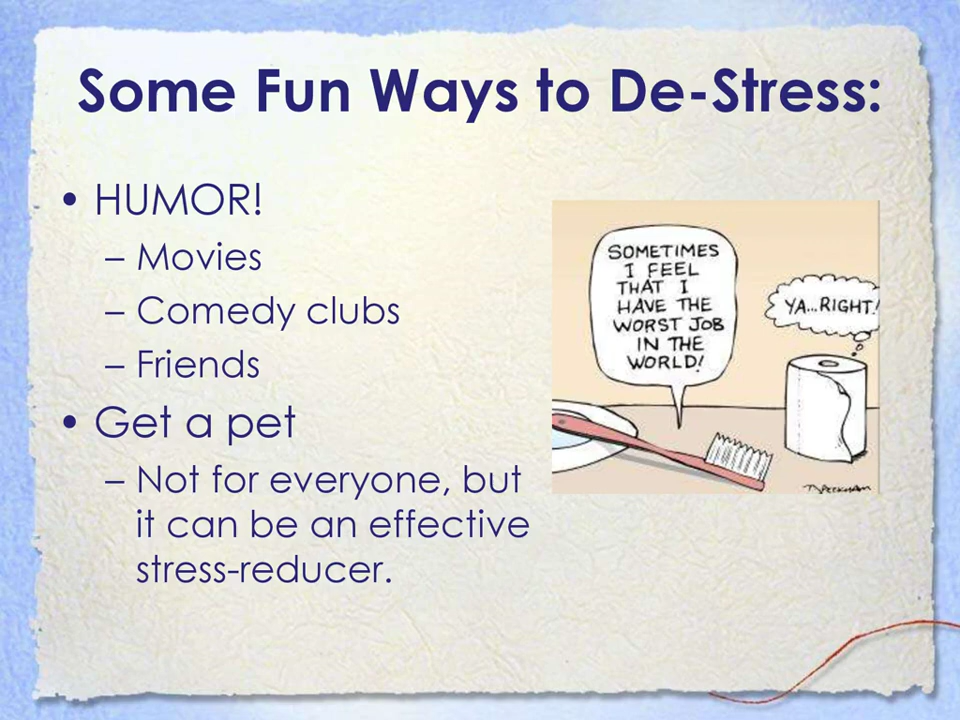 Some Fun Ways to De-Stress:
• HUMOR!
– Movies
– Comedy clubs
– Friends
• Get a pet
– Not for everyone, but
it can be an effective
stress-reducer.
SOMETIMES
I FEEL
THAT I
HAVE THE
WORST JOB
IN THE
WORLD!
YA...RIGHT!